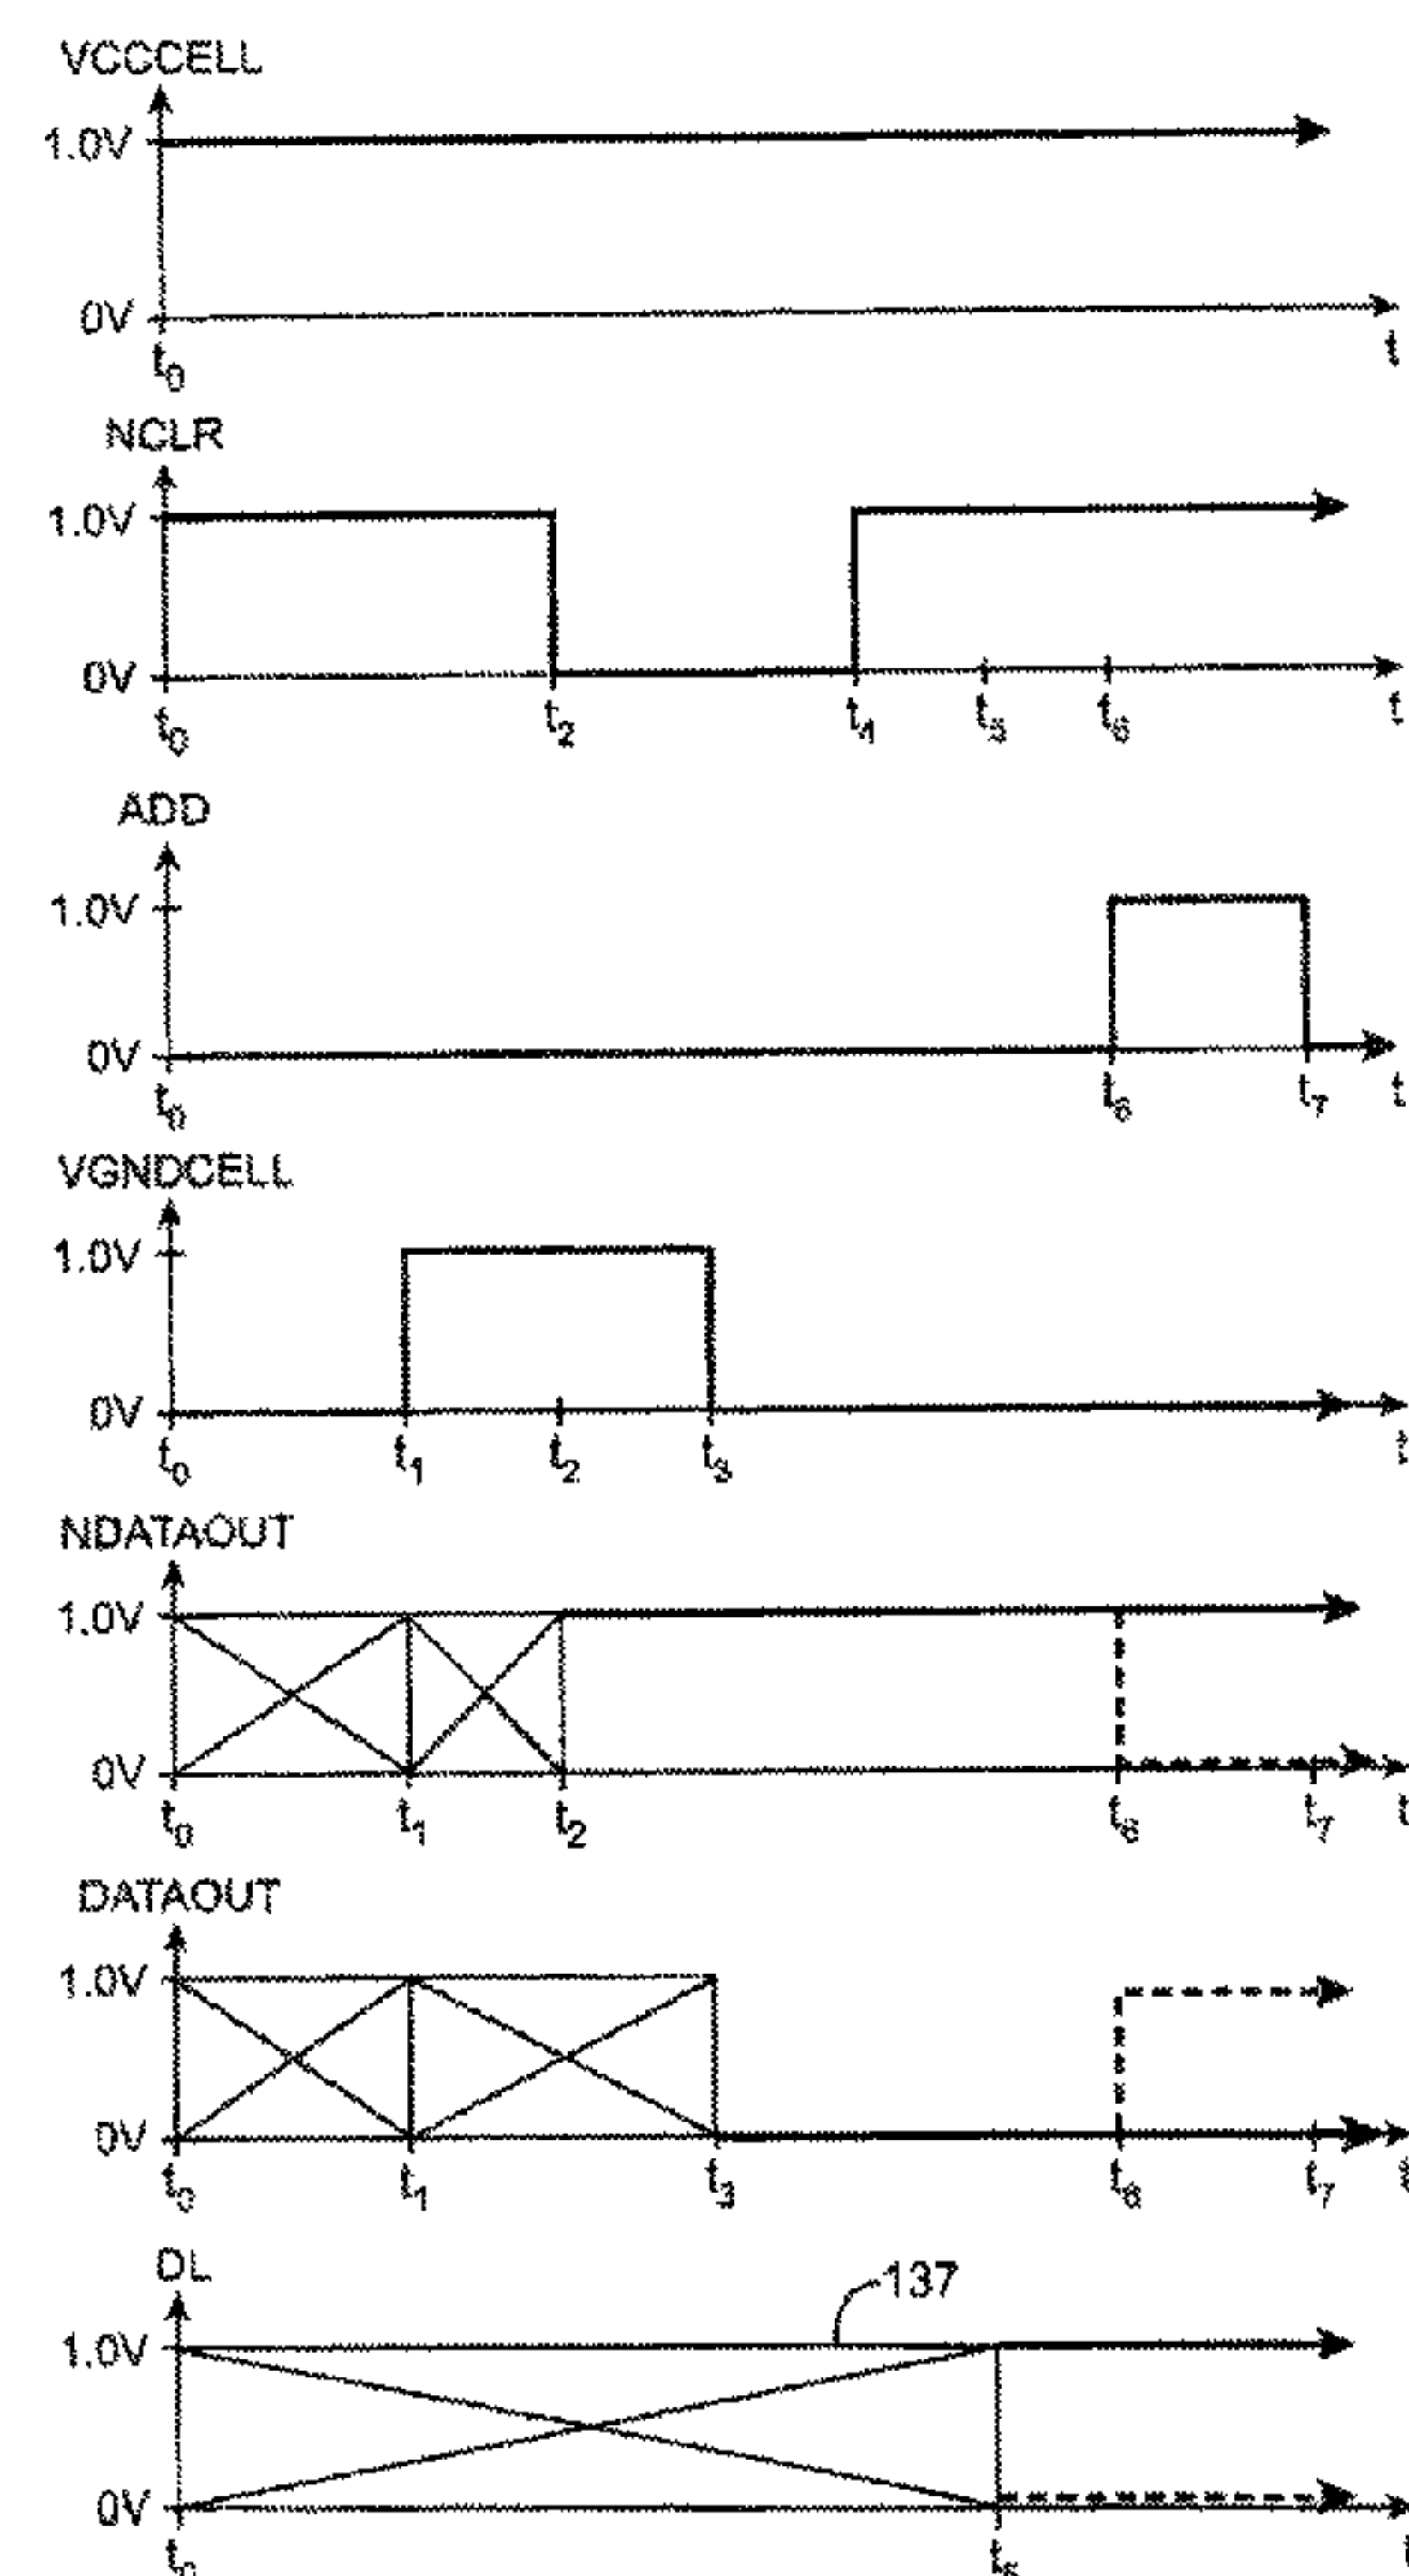 VCCCELL
1.0V
0V
t0 t
NCLR
1.0V
0V
t0 t2 t4 t5 t6 t
ADD
1.0V
0V
t0 t6 t7 t
VGNDCELL
1.0V
0V
t0 t1 t2 t3 t
NDATAOUT
1.0V
0V
t0 t1 t2 t6 t7 t
DATAOUT
1.0V
0V
t0 t1 t3 t6 t7
DL
137
1.0V
0V
t0 t5